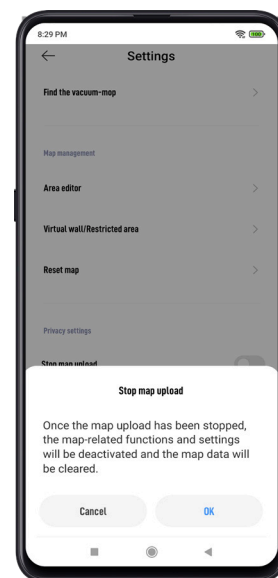 8:29 PM
100
Settings
Find the vacuum-mop
Map management
Area editor
Virtual wall/Restricted area
Reset map
Privacy settings
Stop map upload
Stop map upload
Once the map upload has been stopped,
the map-related functions and settings
will be deactivated and the map data will
be cleared.
Cancel OK